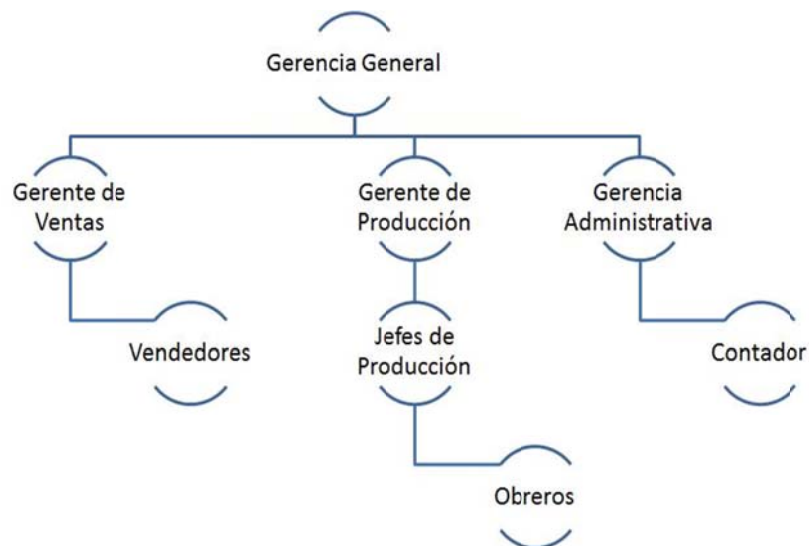 Gerencia General
Gerente de
Ventas
Gerente de
Producción
Gerencia
Administrativa
Vendedores
Jefes de
Producción
Contador
Obreros